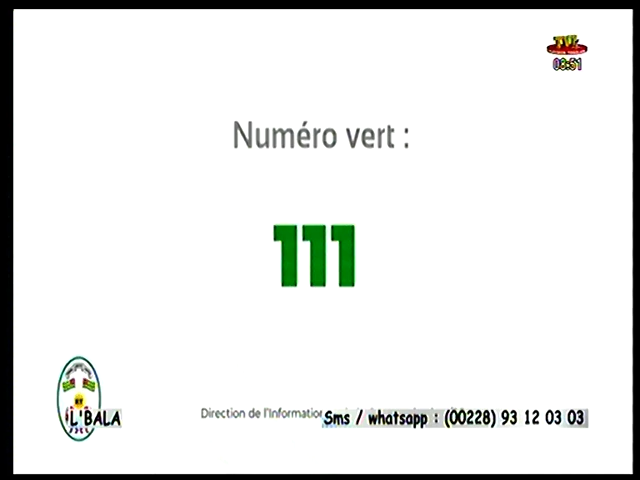 TVT
08:51
Numéro vert :
111
L'BALA
Direction de l'Information
Sms / whatsapp : (00228) 93 12 03 03